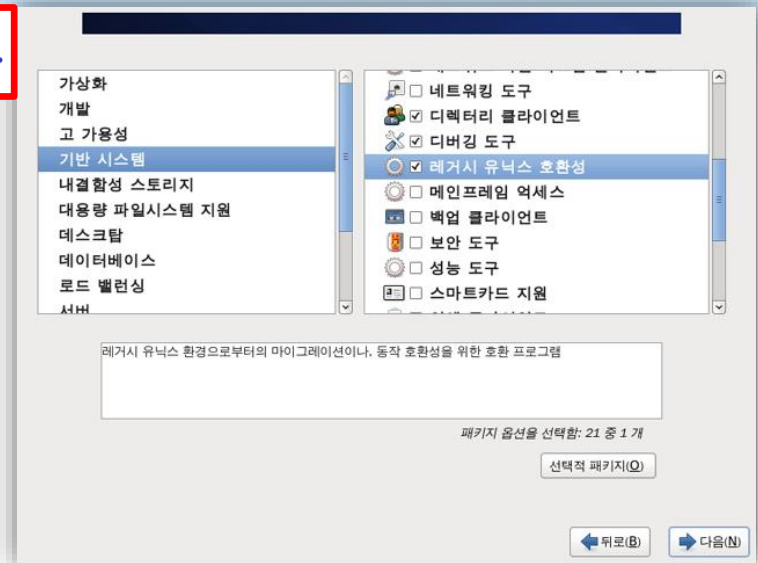 가상화
개발
고 가용성
기반 시스템
내결함성 스토리지
대용량 파일시스템 지원
데스크탑
데이터베이스
로드 밸런싱
서버
네트워킹 도구
디렉터리 클라이언트
디버깅 도구
레거시 유닉스 호환성
메인프레임 억세스
백업 클라이언트
보안 도구
성능 도구
스마트카드 지원
레거시 유닉스 환경으로부터의 마이그레이션이나, 동작 호환성을 위한 호환 프로그램
패키지 옵션을 선택함: 21 중 1 개
선택적 패키지(O)
뒤로(B)
다음(N)